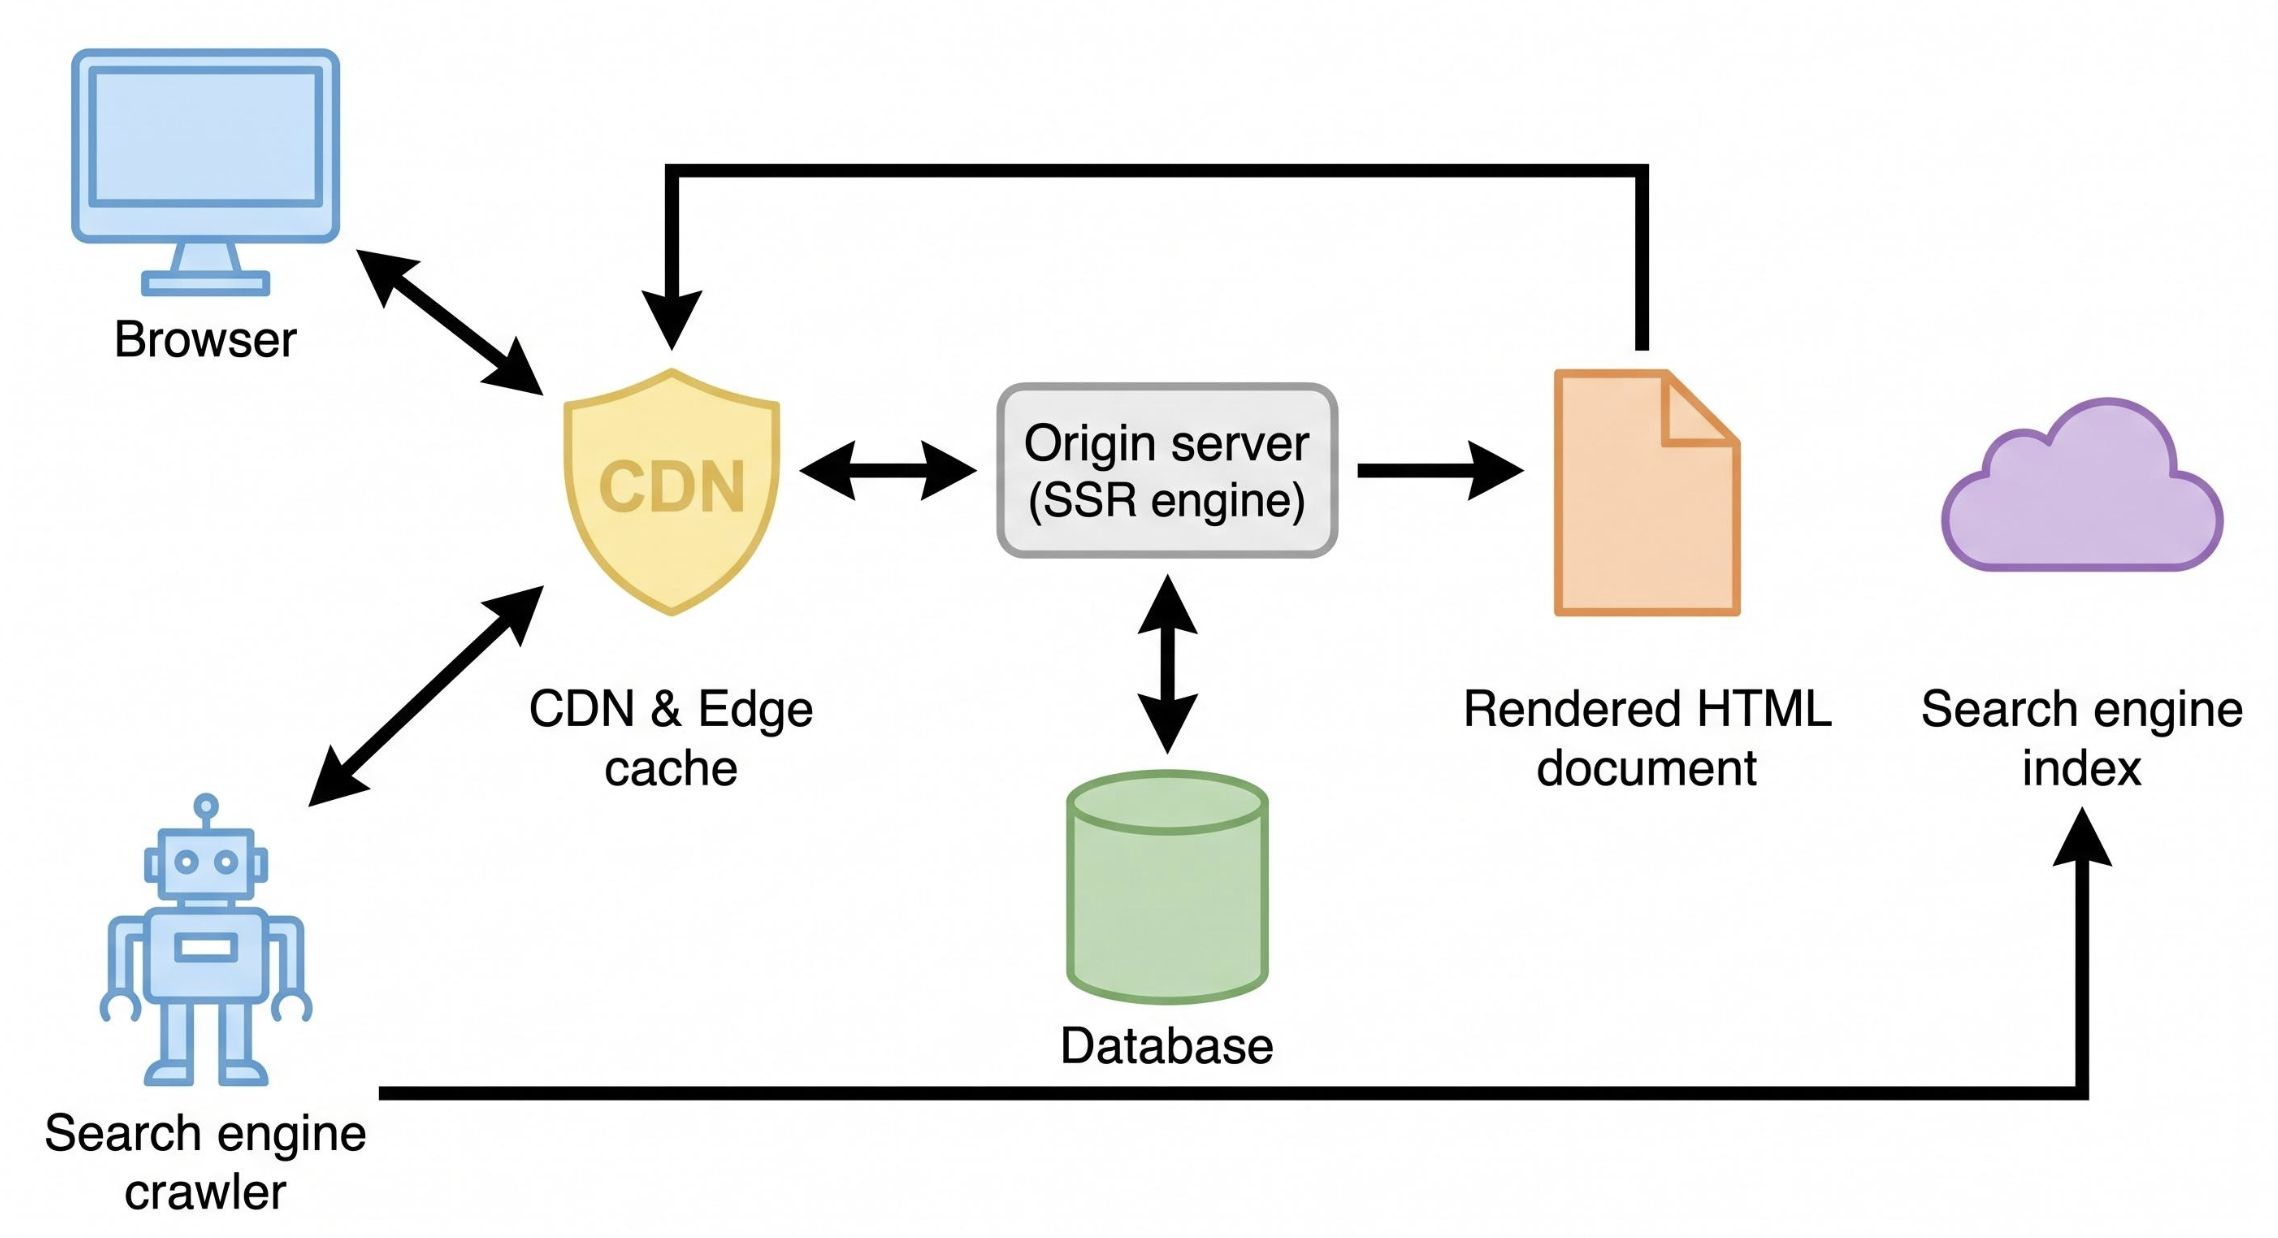 Browser
CDN
Origin server
(SSR engine)
CDN & Edge
cache
Rendered HTML
document
Search engine
index
Database
Search engine
crawler